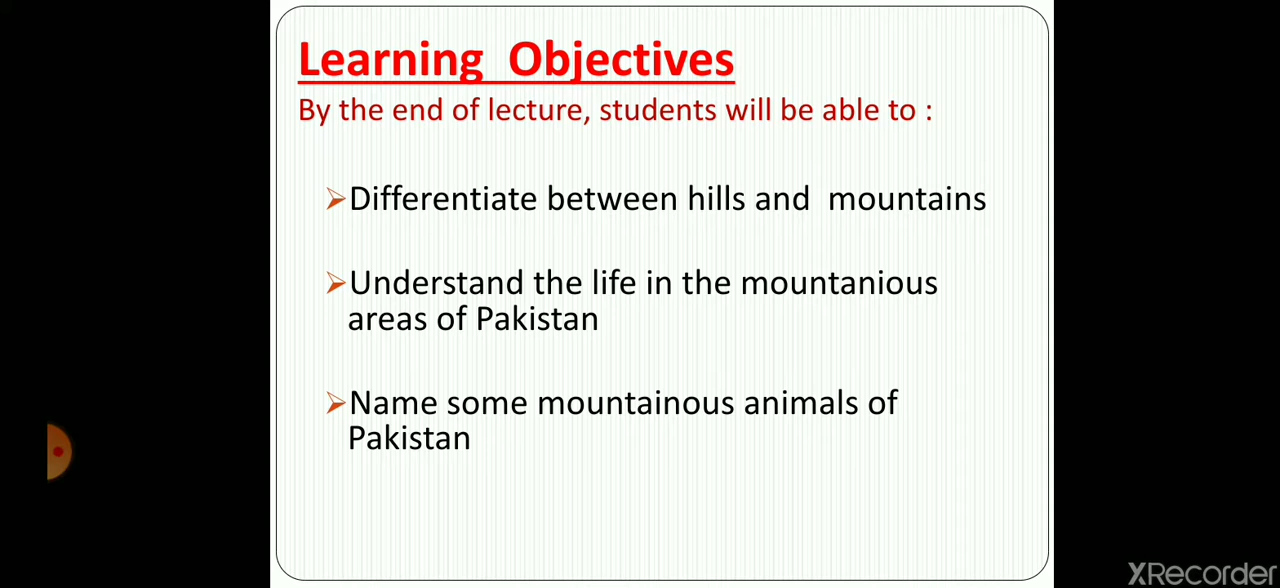 Learning Objectives
By the end of lecture, students will be able to :
➢Differentiate between hills and mountains
➢Understand the life in the mountanious
areas of Pakistan
➢Name some mountainous animals of
Pakistan
XRecorder